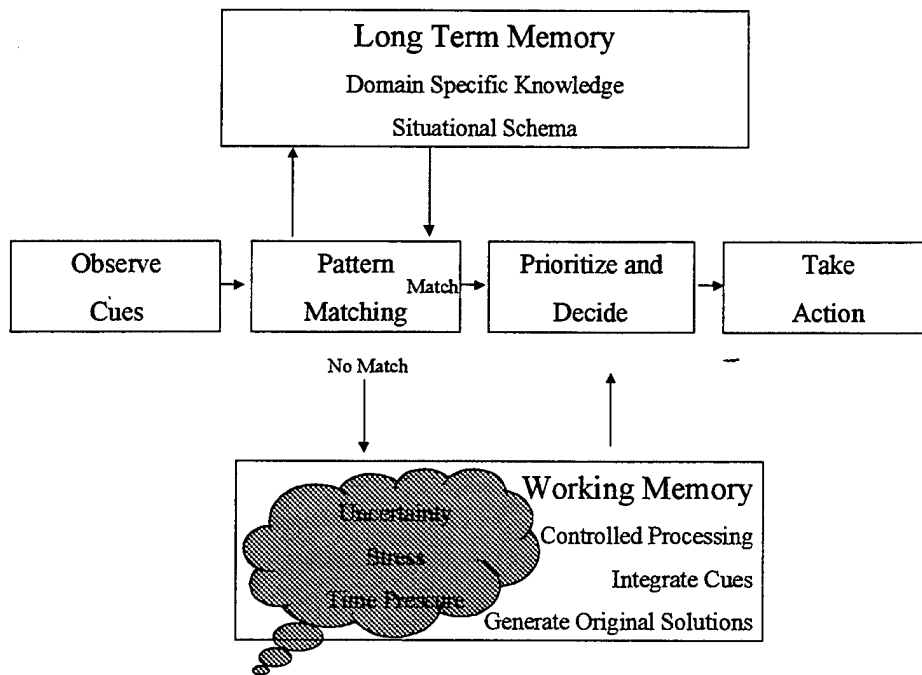 Long Term Memory
Domain Specific Knowledge
Situational Schema
Observe
Cues
Pattern
Matching
Match
Prioritize and
Decide
Take
Action
No Match
Uncertainty
Stress
Time Pressure
Working Memory
Controlled Processing
Integrate Cues
Generate Original Solutions